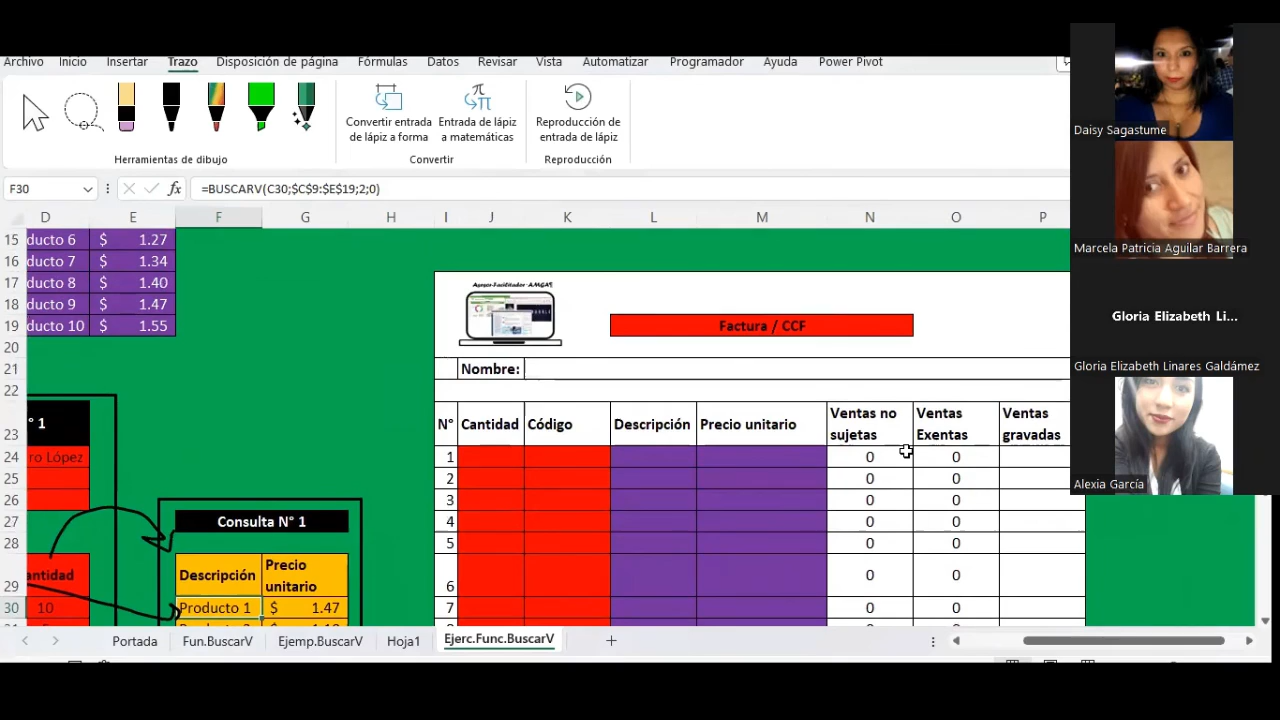 Archivo Inicio Insertar Trazo Disposición de página Fórmulas Datos Revisar Vista Automatizar Programador Ayuda Power Pivot
Convertir entrada de lápiz a forma
Entrada de lápiz a matemáticas
Reproducción de entrada de lápiz
Herramientas de dibujo
Convertir
Reproducción
F30
fx
=BUSCARV(C30;$C$9:$E$19;2;0)
D E F G H I J K L M N O P
15 ducto 6 $ 1.27
16 ducto 7 $ 1.34
17 ducto 8 $ 1.40
18 ducto 9 $ 1.47
19 ducto 10 $ 1.55
20
21
22
23
24
25
26
27
28
29
30
° 1
ro López
antidad
10
Consulta N° 1
Descripción Precio unitario
Producto 1 $ 1.47
Asesor-Facilitador-AMGA
Factura / CCF
Nombre:
N° Cantidad Código Descripción Precio unitario Ventas no sujetas Ventas Exentas Ventas gravadas
1 0 0
2 0 0
3 0 0
4 0 0
5 0 0
6 0 0
7 0 0
Portada Fun.BuscarV Ejemp.BuscarV Hoja1 Ejerc.Func.BuscarV
Daisy Sagastume
Marcela Patricia Aguilar Barrera
Gloria Elizabeth Li...
Gloria Elizabeth Linares Galdámez
Alexia García